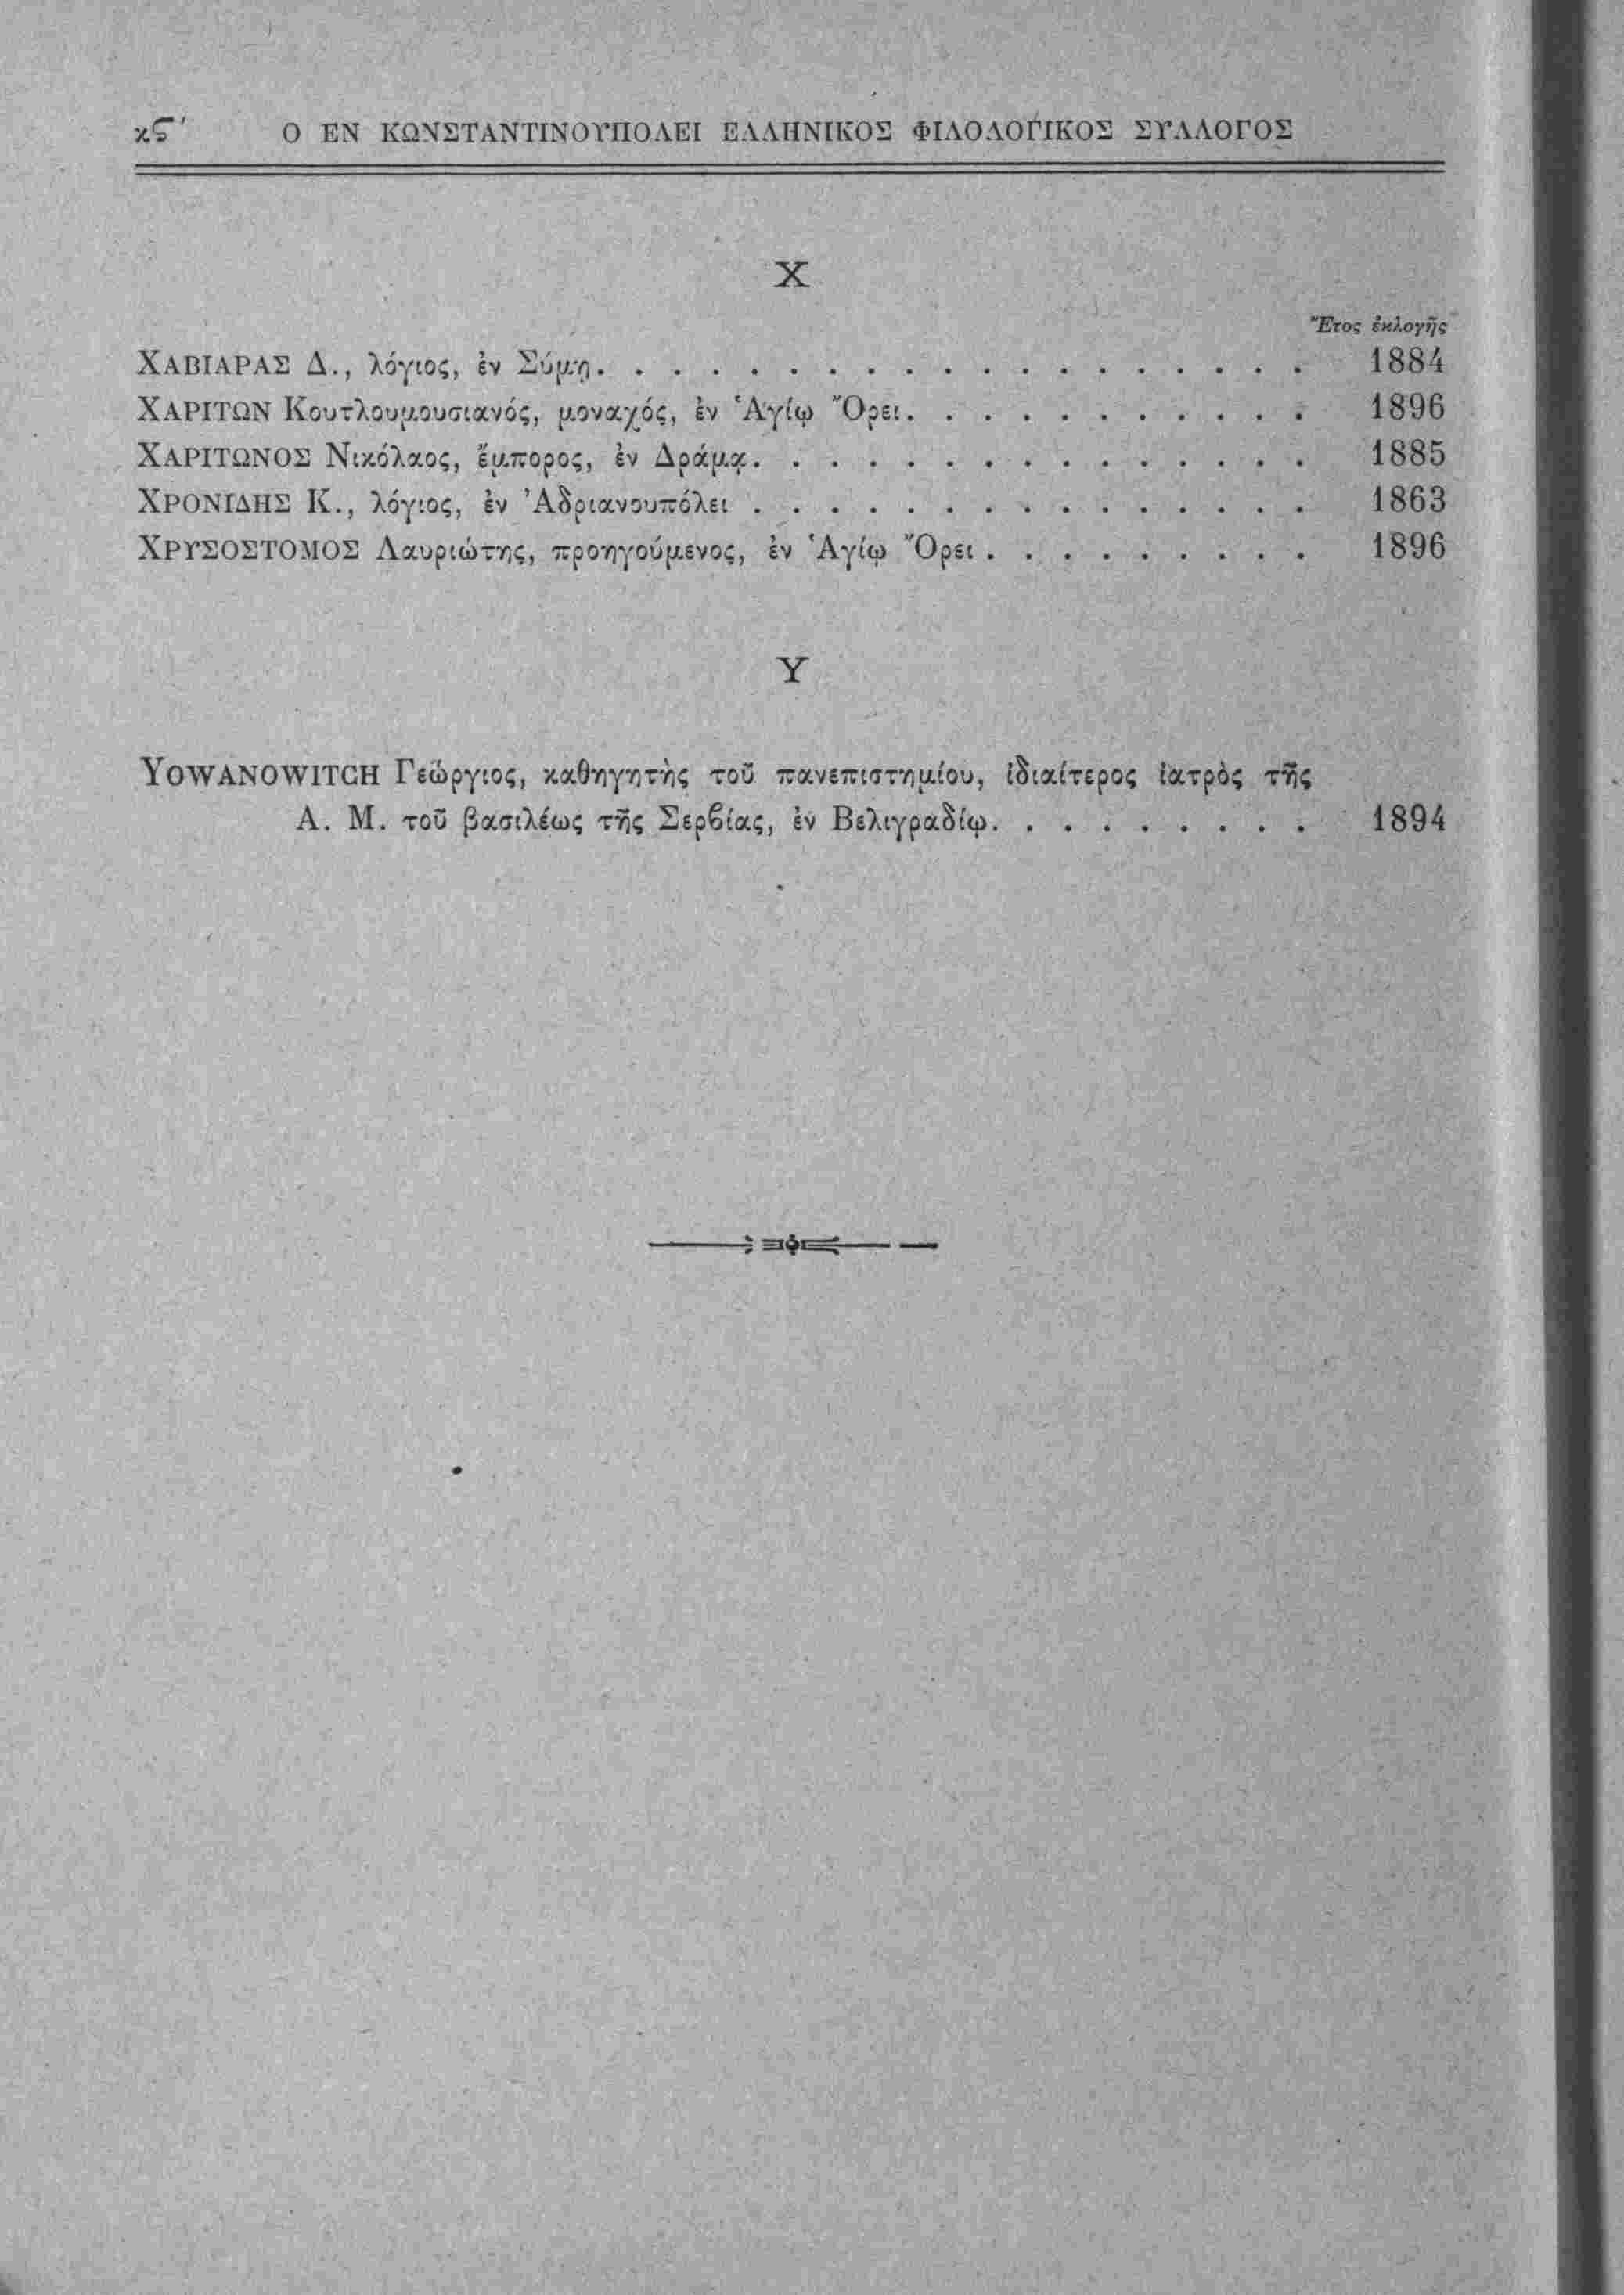 κϚ′ Ο ΕΝ ΚΩΝΣΤΑΝΤΙΝΟΥΠΟΛΕΙ ΕΛΛΗΝΙΚΟΣ ΦΙΛΟΛΟΓΙΚΟΣ ΣΥΛΛΟΓΟΣ
Χ
Ἔτος ἐκλογῆς
ΧΑΒΙΑΡΑΣ Δ., λόγιος, ἐν Σύμῃ. . . . . . . . . . . . . . . . . . . 1884
ΧΑΡΙΤΩΝ Κουτλουμουσιανός, μοναχός, ἐν Ἁγίῳ Ὄρει. . . . . . . . . . . 1896
ΧΑΡΙΤΩΝΟΣ Νικόλαος, ἔμπορος, ἐν Δράμᾳ. . . . . . . . . . . . . . . 1885
ΧΡΟΝΙΔΗΣ Κ., λόγιος, ἐν Ἀδριανουπόλει . . . . . . . . . . . . . . . 1863
ΧΡΥΣΟΣΤΟΜΟΣ Λαυριώτης, προηγούμενος, ἐν Ἁγίῳ Ὄρει . . . . . . . . . 1896
Y
YOWANOWITCH Γεώργιος, καθηγητὴς τοῦ πανεπιστημίου, ἰδιαίτερος ἰατρὸς τῆς
Α. Μ. τοῦ βασιλέως τῆς Σερϐίας, ἐν Βελιγραδίῳ. . . . . . . . . 1894